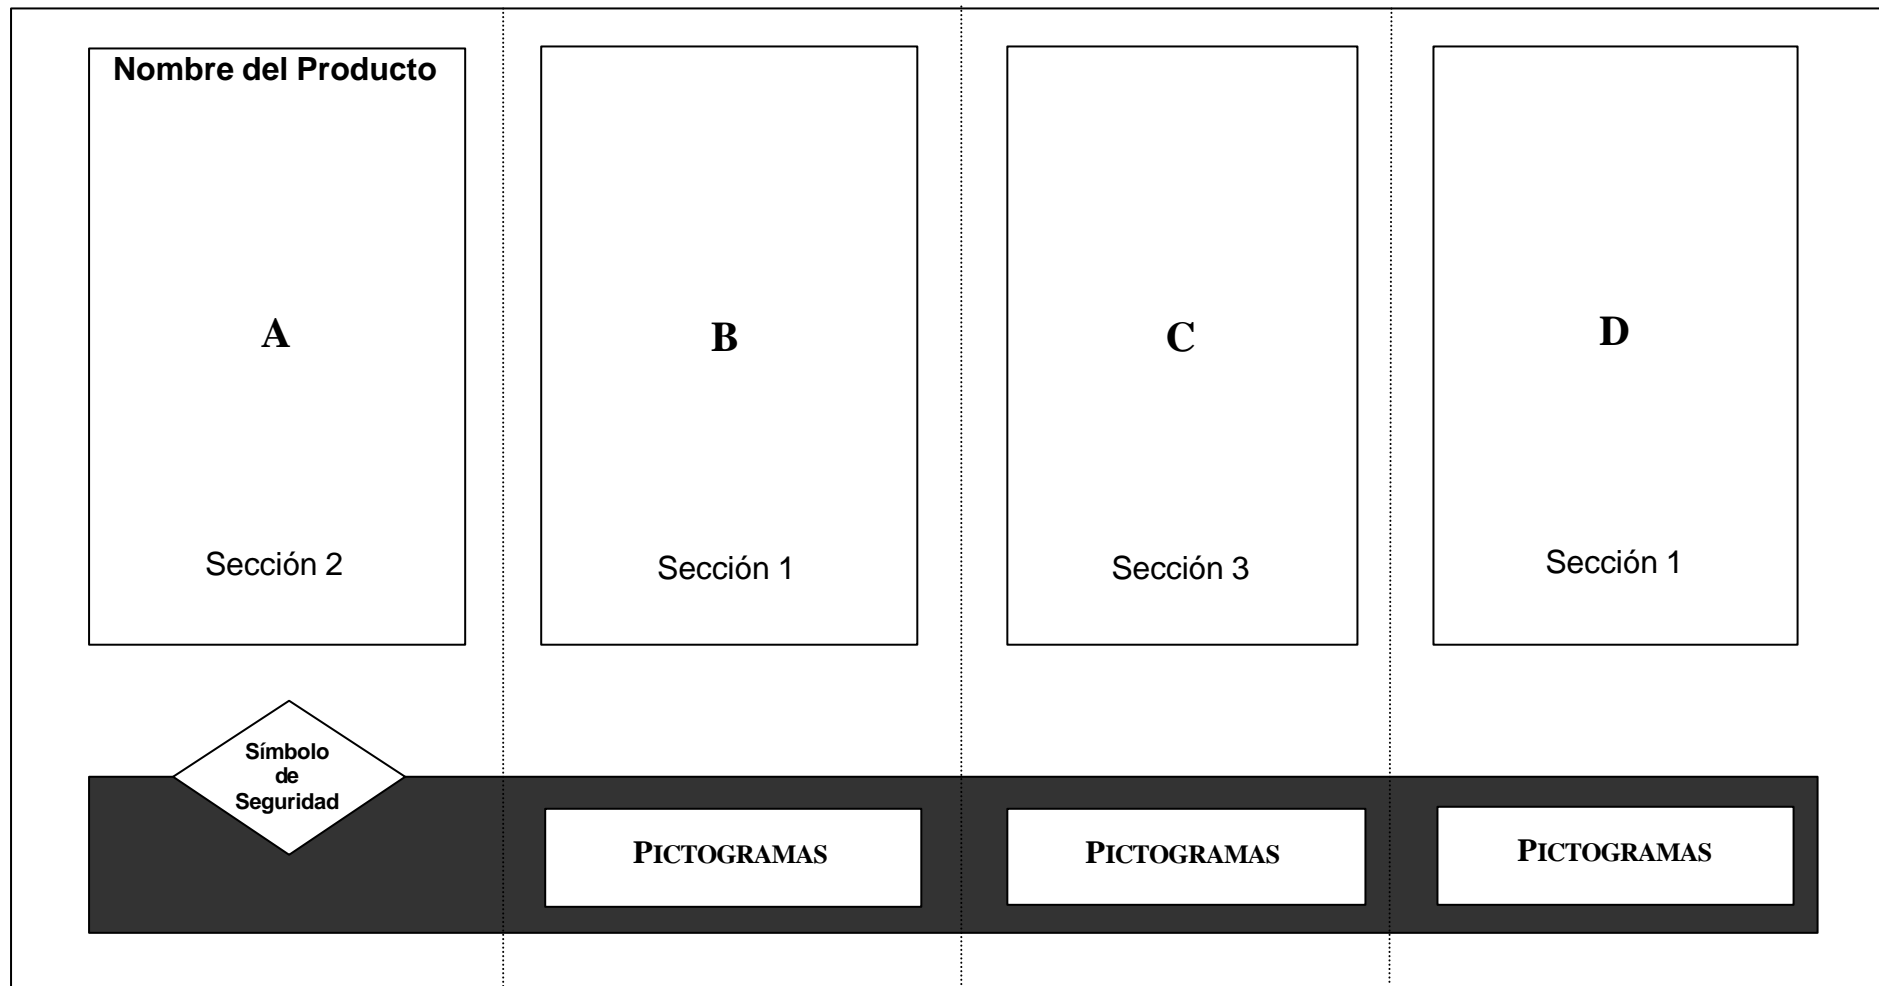 Nombre del Producto
A
Sección 2
B
Sección 1
C
Sección 3
D
Sección 1
Símbolo
de
Seguridad
PICTOGRAMAS
PICTOGRAMAS
PICTOGRAMAS